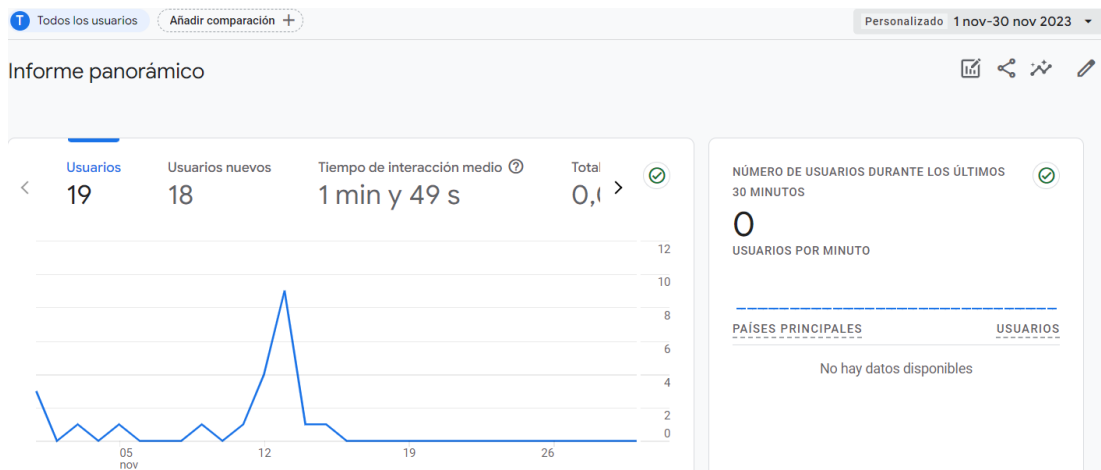 T Todos los usuarios Añadir comparación + Personalizado 1 nov-30 nov 2023
Informe panorámico
Usuarios Usuarios nuevos Tiempo de interacción medio Total
19 18 1 min y 49 s 0,
12
10
8
6
4
2
0
05 12 19 26
nov
NÚMERO DE USUARIOS DURANTE LOS ÚLTIMOS
30 MINUTOS
0
USUARIOS POR MINUTO
PAÍSES PRINCIPALES USUARIOS
No hay datos disponibles